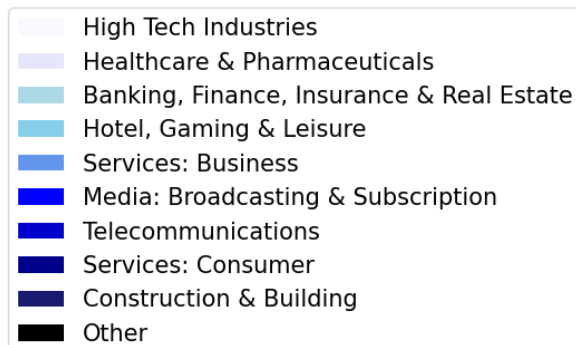 High Tech Industries
Healthcare & Pharmaceuticals
Banking, Finance, Insurance & Real Estate
Hotel, Gaming & Leisure
Services: Business
Media: Broadcasting & Subscription
Telecommunications
Services: Consumer
Construction & Building
Other